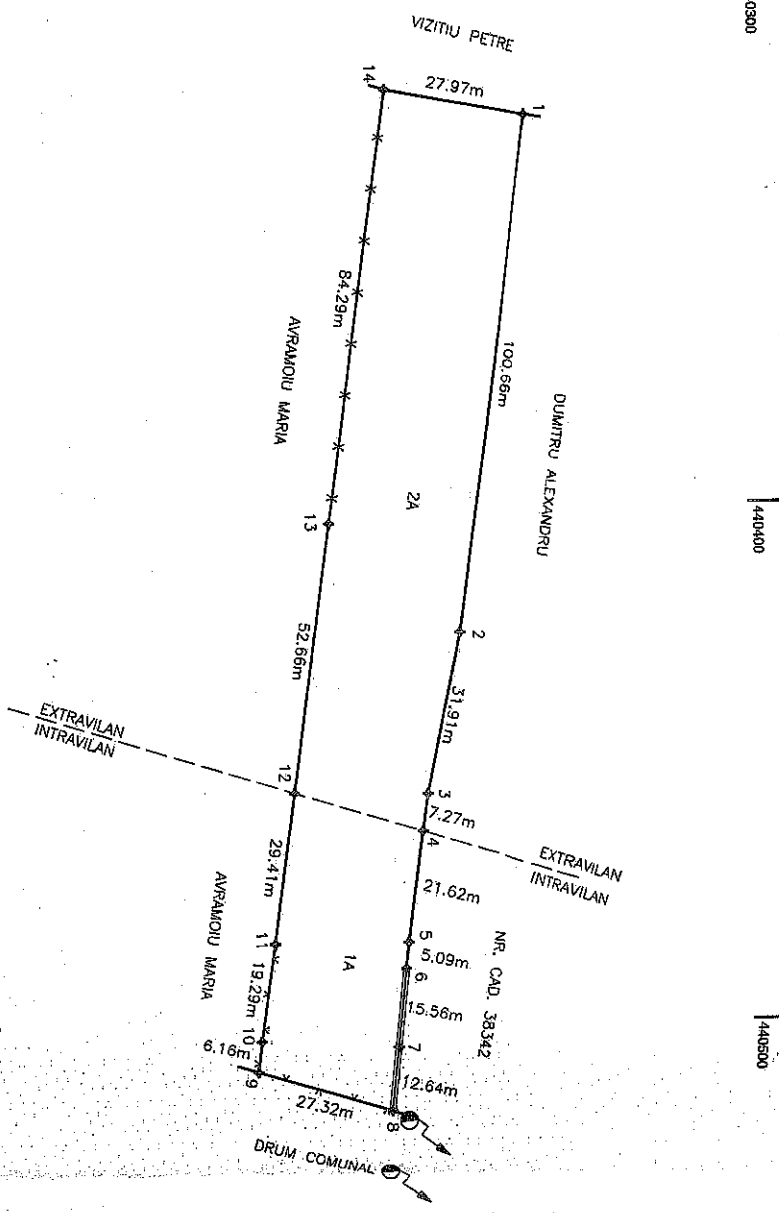 0300
VIZITIU PETRE
14
27.97m
1
84.29m
100.66m
AVRAMOIU MARIA
DUMITRU ALEXANDRU
2A
440400
13
2
52.66m
31.91m
EXTRAVILAN
INTRAVILAN
12
3
7.27m
4
EXTRAVILAN
INTRAVILAN
29.41m
21.62m
AVRAMOIU MARIA
NR. CAD. 38342
11
5
5.09m
1A
6
19.29m
15.56m
440500
10
7
6.16m
9
12.64m
27.32m
8
DRUM COMUNAL